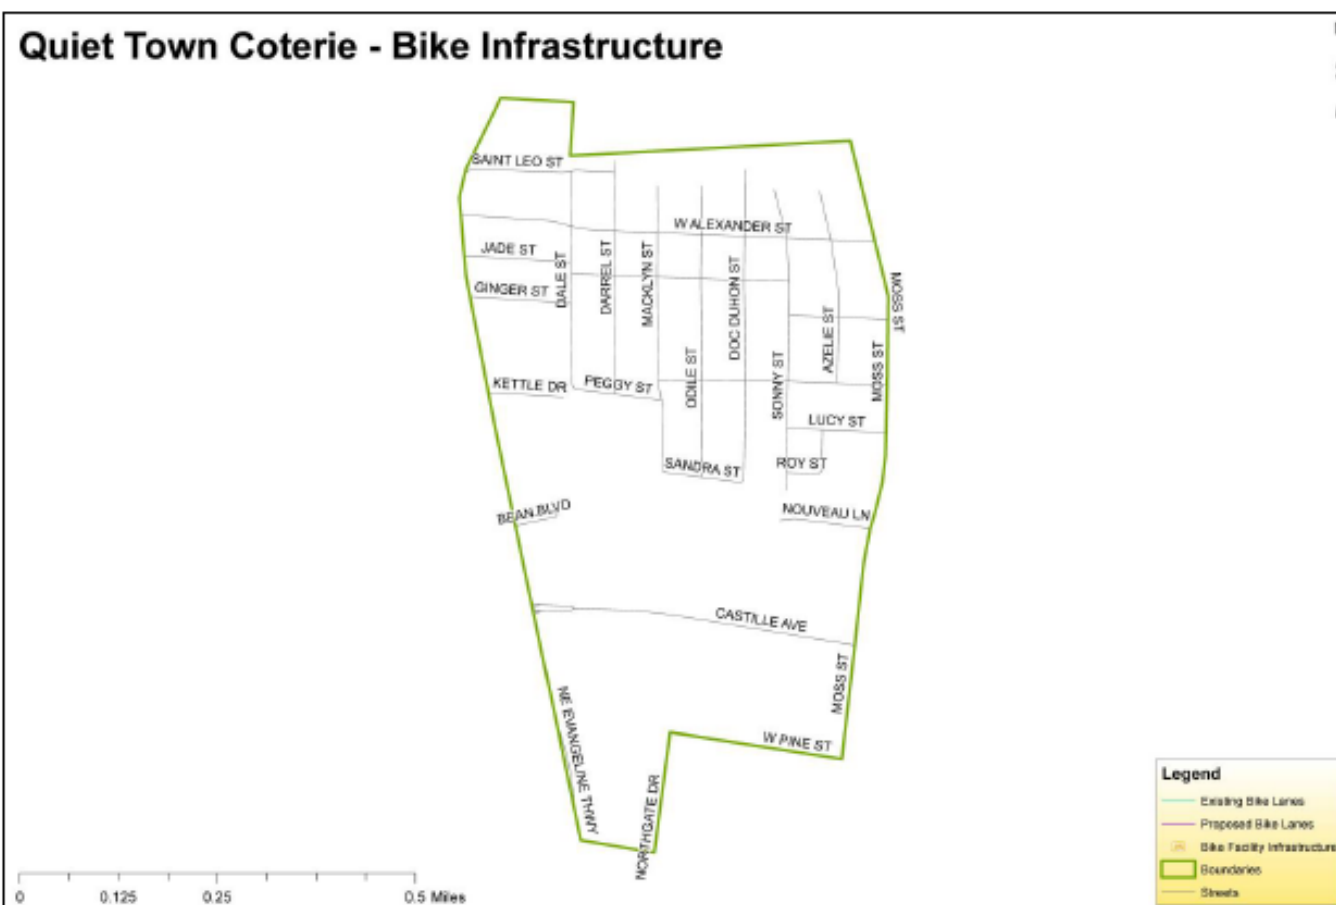 Quiet Town Coterie - Bike Infrastructure
SAINT LEO ST
W ALEXANDER ST
JADE ST
GINGER ST
DALE ST
DARREL ST
MACKLYN ST
DOC DUHON ST
MOSS ST
AZELIE ST
MOSS ST
ODILE ST
SONNY ST
KETTLE DR
PEGGY ST
LUCY ST
SANDRA ST
ROY ST
BEAN BLVD
NOUVEAU LN
CASTILLE AVE
MOSS ST
NE EVANGELINE THWY
W PINE ST
NORTHGATE DR
Legend
Existing Bike Lanes
Proposed Bike Lanes
Bike Facility Infrastructure
Boundaries
Streets
0 0.125 0.25 0.5 Miles